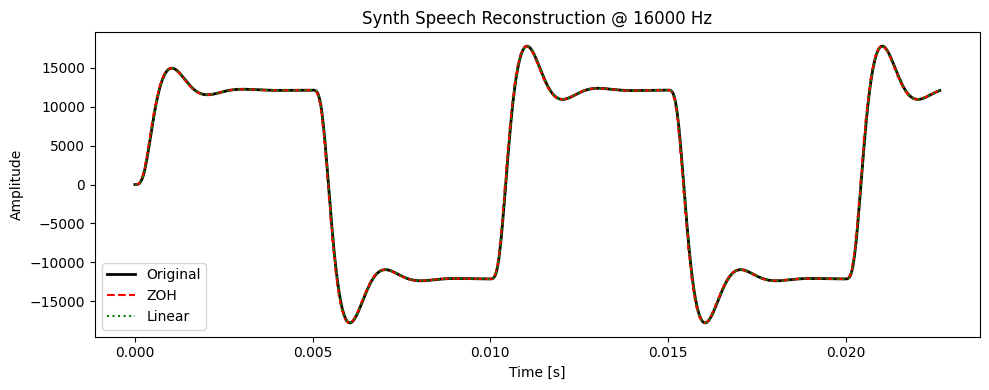 Synth Speech Reconstruction @ 16000 Hz
Amplitude
15000
10000
5000
0
−5000
−10000
−15000
Original
ZOH
Linear
0.000
0.005
0.010
0.015
0.020
Time [s]